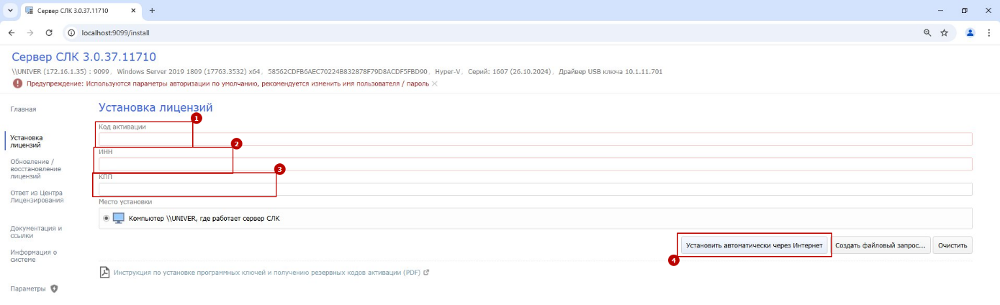 Сервер СЛК 3.0.37.11710
localhost:9099/install
Сервер СЛК 3.0.37.11710
\\UNIVER (172.16.1.35) : 9099, Windows Server 2019 1809 (17763.3532) x64, 58562CDFB6AEC70224B832878F79D8ACDF5FBD90, Hyper-V, Серий: 1607 (26.10.2024), Драйвер USB ключа 10.1.11.701
Предупреждение: Используются параметры авторизации по умолчанию, рекомендуется изменить имя пользователя / пароль
Главная
Установка
лицензий
Обновление /
восстановление
лицензий
Ответ из Центра
Лицензирования
Документация и
ссылки
Информация о
системе
Параметры
Установка лицензий
1
Код активации
2
ИНН
3
КПП
Место установки
Компьютер \\UNIVER, где работает сервер СЛК
Установить автоматически через Интернет
Создать файловый запрос...
Очистить
4
Инструкция по установке программных ключей и получению резервных кодов активации (PDF)